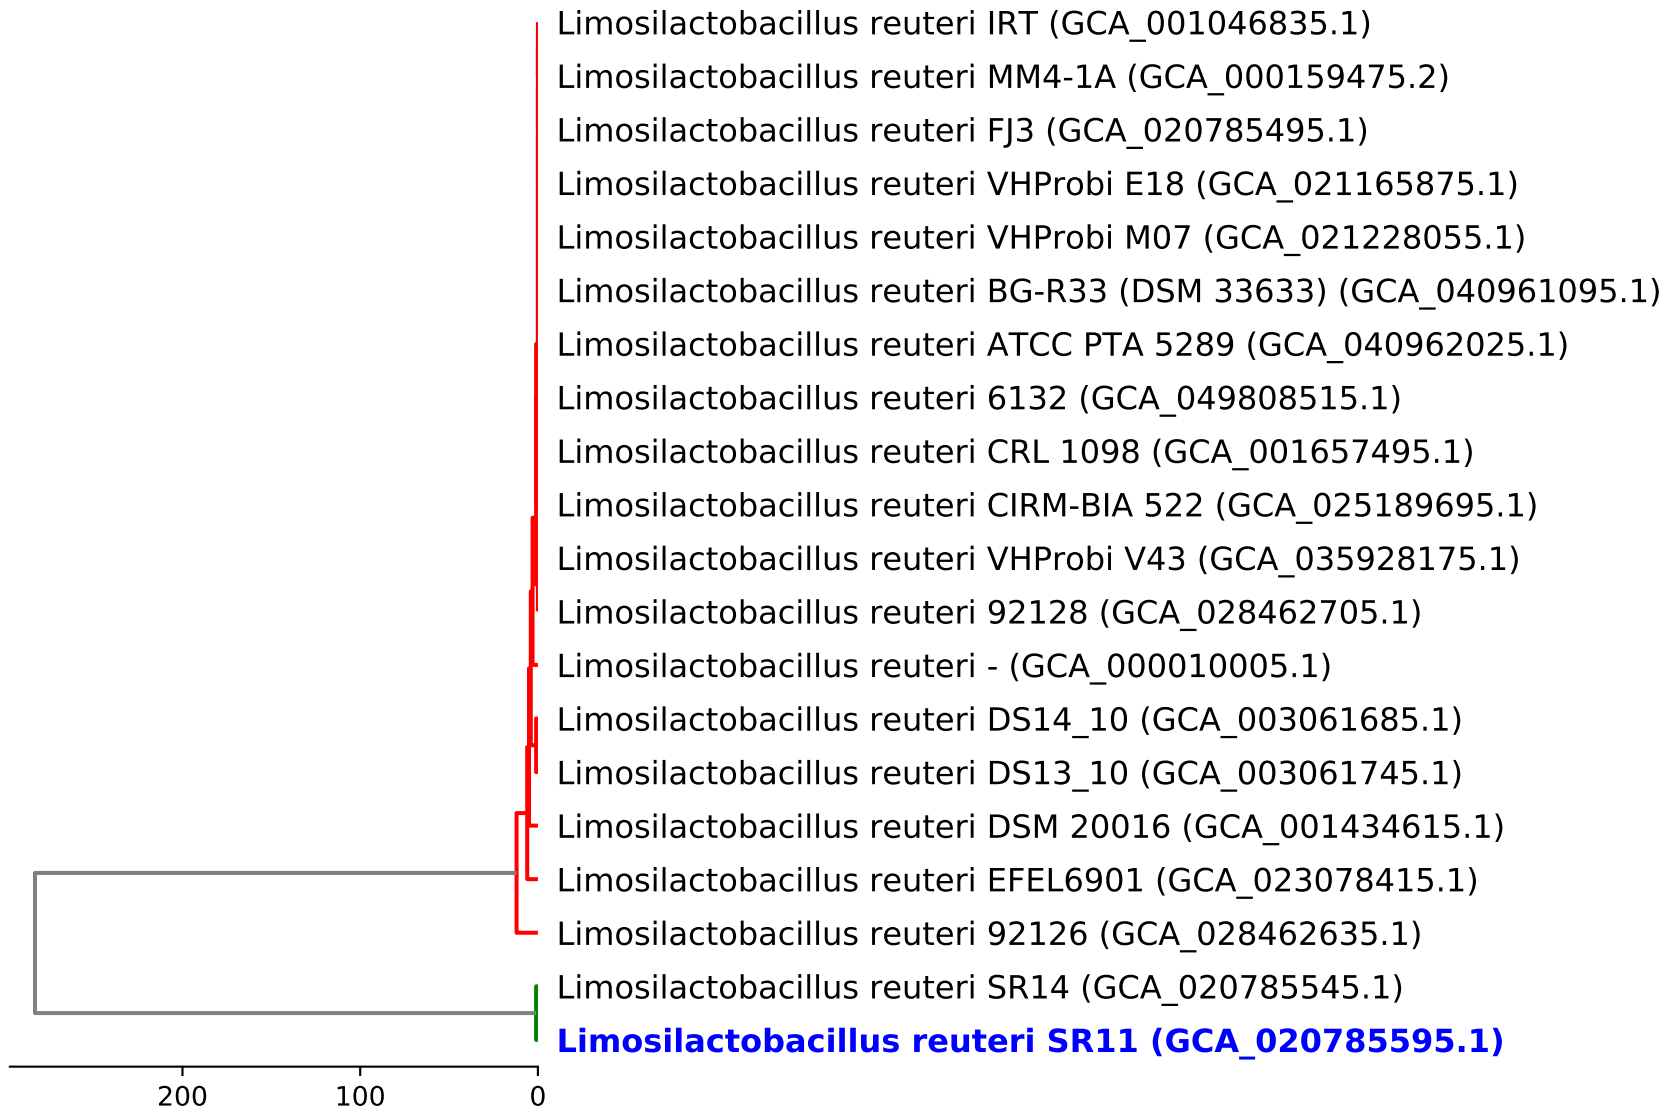 Limosilactobacillus reuteri IRT (GCA_001046835.1)
Limosilactobacillus reuteri MM4-1A (GCA_000159475.2)
Limosilactobacillus reuteri FJ3 (GCA_020785495.1)
Limosilactobacillus reuteri VHProbi E18 (GCA_021165875.1)
Limosilactobacillus reuteri VHProbi M07 (GCA_021228055.1)
Limosilactobacillus reuteri BG-R33 (DSM 33633) (GCA_040961095.1)
Limosilactobacillus reuteri ATCC PTA 5289 (GCA_040962025.1)
Limosilactobacillus reuteri 6132 (GCA_049808515.1)
Limosilactobacillus reuteri CRL 1098 (GCA_001657495.1)
Limosilactobacillus reuteri CIRM-BIA 522 (GCA_025189695.1)
Limosilactobacillus reuteri VHProbi V43 (GCA_035928175.1)
Limosilactobacillus reuteri 92128 (GCA_028462705.1)
Limosilactobacillus reuteri - (GCA_000010005.1)
Limosilactobacillus reuteri DS14_10 (GCA_003061685.1)
Limosilactobacillus reuteri DS13_10 (GCA_003061745.1)
Limosilactobacillus reuteri DSM 20016 (GCA_001434615.1)
Limosilactobacillus reuteri EFEL6901 (GCA_023078415.1)
Limosilactobacillus reuteri 92126 (GCA_028462635.1)
Limosilactobacillus reuteri SR14 (GCA_020785545.1)
Limosilactobacillus reuteri SR11 (GCA_020785595.1)
200 100 0